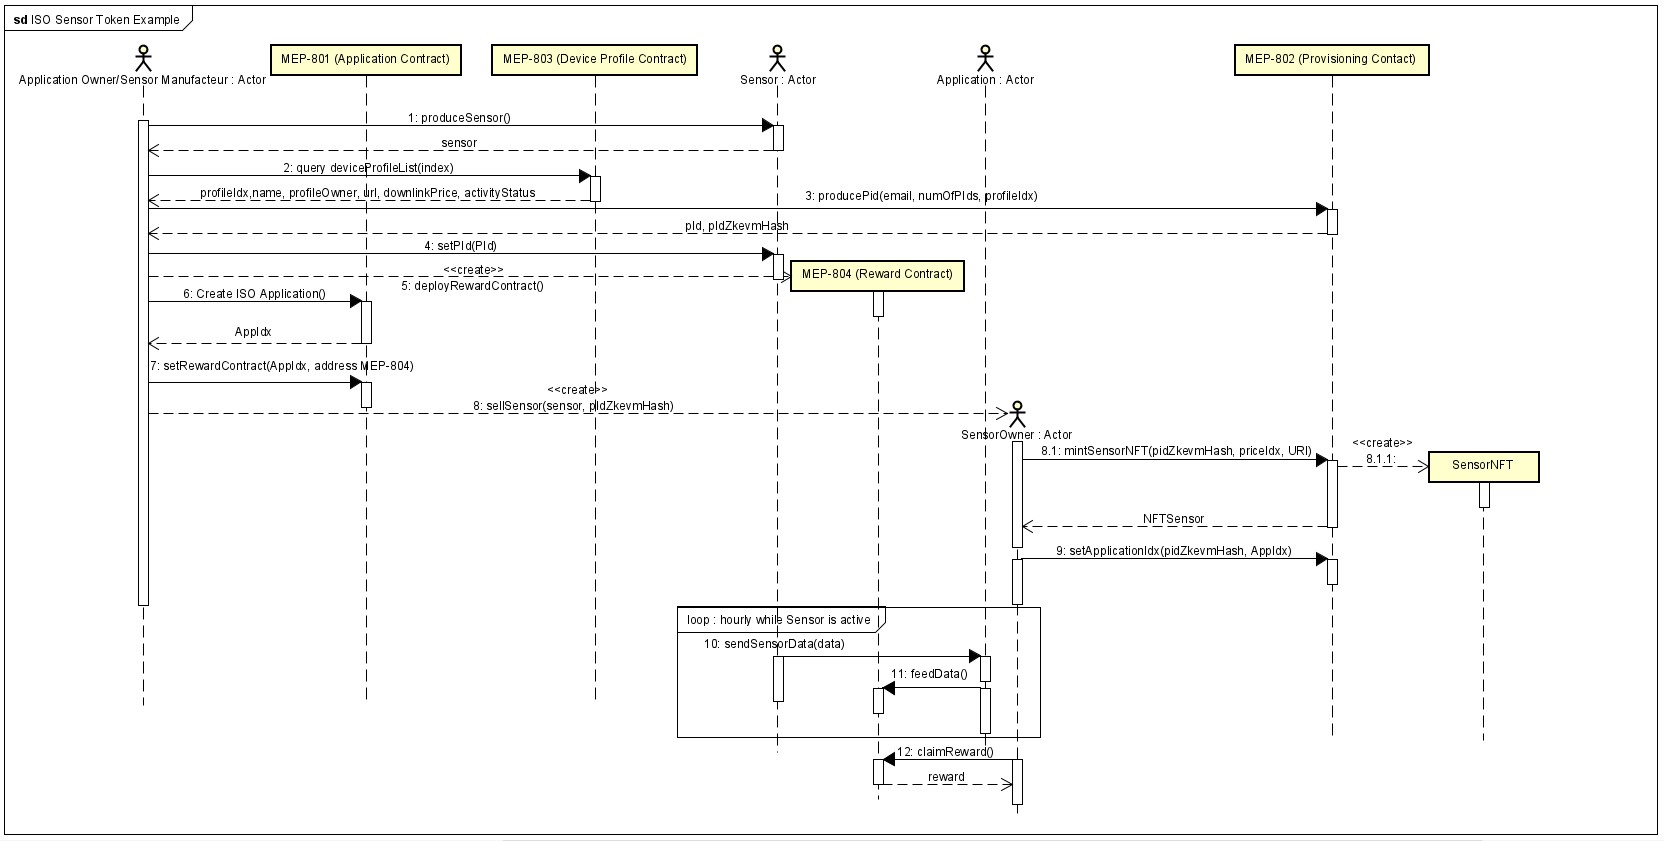 sd ISO Sensor Token Example
MEP-801 (Application Contract)
MEP-803 (Device Profile Contract)
MEP-802 (Provisioning Contact)
Application Owner/Sensor Manufacteur : Actor
Sensor : Actor
Application : Actor
1: produceSensor()
sensor
2: query deviceProfileList(index)
profileIdx,name, profileOwner, url, downlinkPrice, activityStatus
3: producePid(email, numOfPIds, profileIdx)
pId, pIdZkevmHash
4: setPId(PId)
<<create>>
5: deployRewardContract()
MEP-804 (Reward Contract)
6: Create ISO Application()
AppIdx
7: setRewardContract(AppIdx, address MEP-804)
<<create>>
8: sellSensor(sensor, pIdZkevmHash)
SensorOwner : Actor
8.1: mintSensorNFT(pidZkevmHash, priceIdx, URI)
<<create>>
8.1.1:
SensorNFT
NFTSensor
9: setApplicationIdx(pidZkevmHash, AppIdx)
loop : hourly while Sensor is active
10: sendSensorData(data)
11: feedData()
12: claimReward()
reward